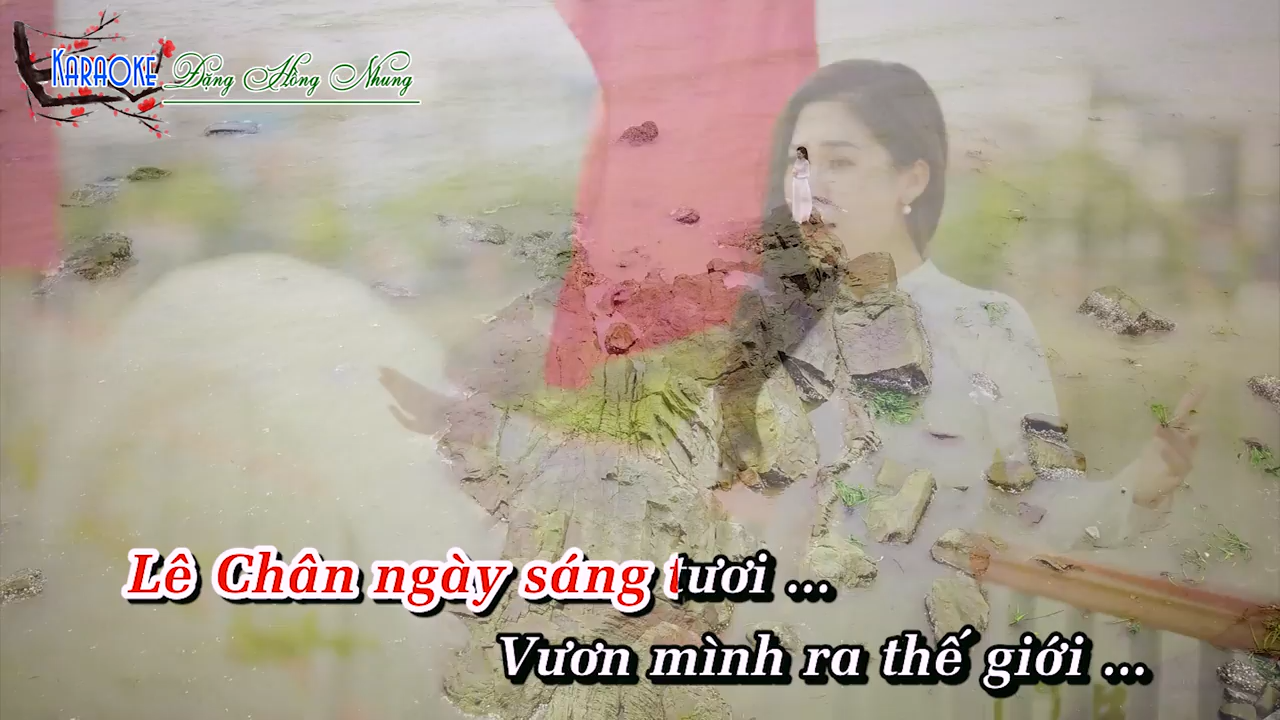 KARAOKE Đặng Hồng Nhung
Lê Chân ngày sáng tươi ...
Vươn mình ra thế giới ...